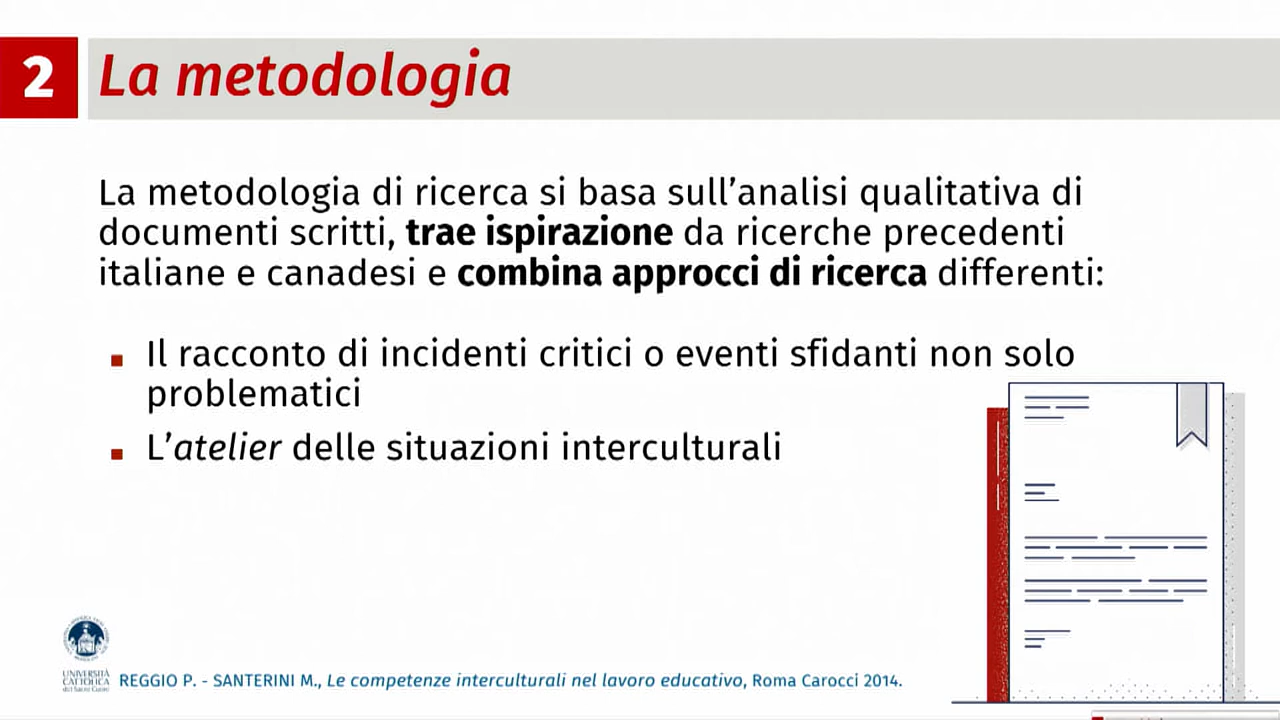 2
La metodologia
La metodologia di ricerca si basa sull’analisi qualitativa di
documenti scritti, trae ispirazione da ricerche precedenti
italiane e canadesi e combina approcci di ricerca differenti:
Il racconto di incidenti critici o eventi sfidanti non solo
problematici
L’atelier delle situazioni interculturali
UNIVERSITÀ
CATTOLICA
del Sacro Cuore
REGGIO P. - SANTERINI M., Le competenze interculturali nel lavoro educativo, Roma Carocci 2014.